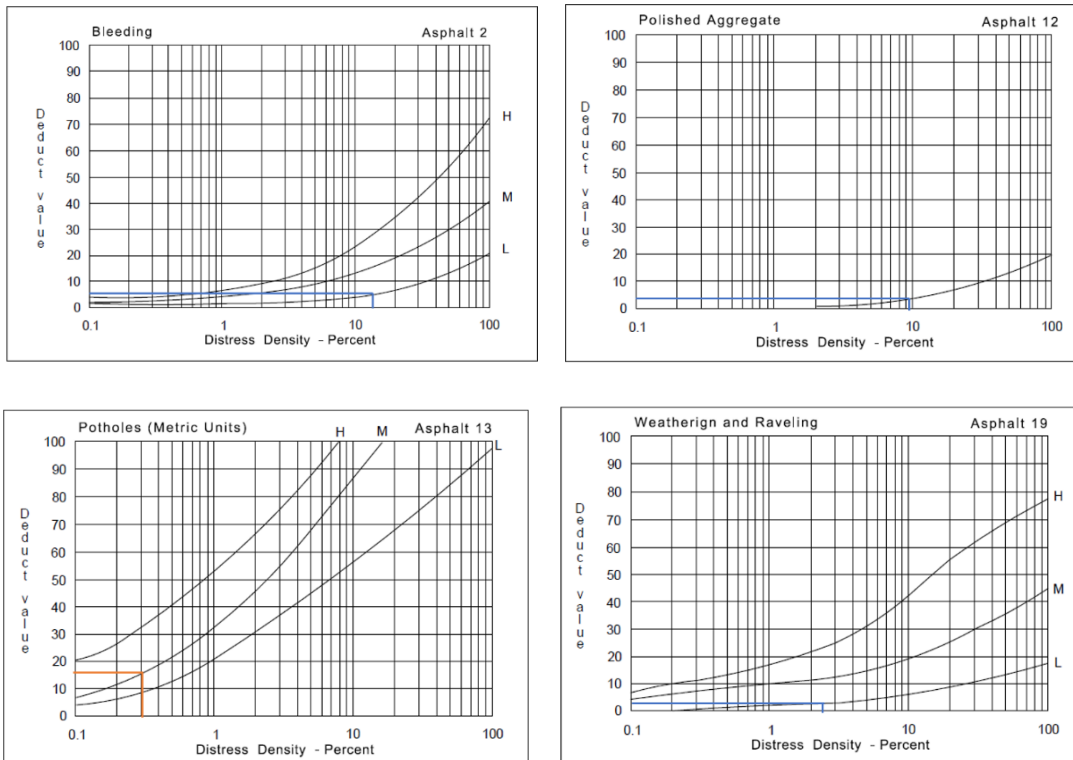 Bleeding Asphalt 2
100
90
80
70
60
50
40
30
20
10
0
Deduct value
H
M
L
0.1 1 10 100
Distress Density - Percent
Polished Aggregate Asphalt 12
100
90
80
70
60
50
40
30
20
10
0
Deduct value
0.1 1 10 100
Distress Density - Percent
Potholes (Metric Units) Asphalt 13
H M L
100
90
80
70
60
50
40
30
20
10
0
Deduct value
0.1 1 10 100
Distress Density - Percent
Weatherign and Raveling Asphalt 19
100
90
80
70
60
50
40
30
20
10
0
Deduct value
H
M
L
0.1 1 10 100
Distress Density - Percent